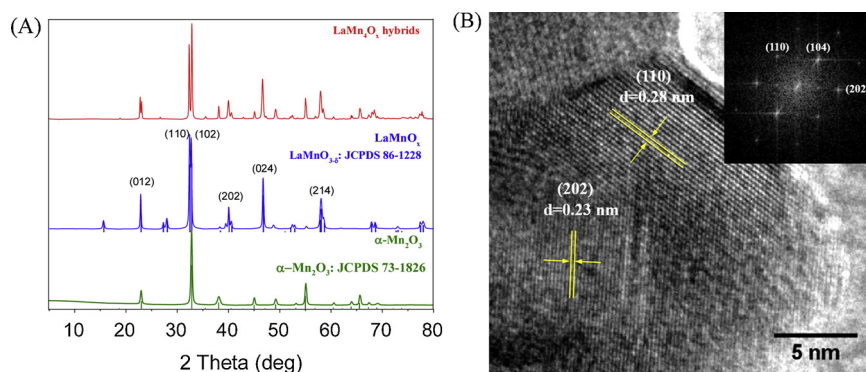 (A)
LaMn₄Oₓ hybrids
LaMnOₓ
LaMnO₃₋δ: JCPDS 86-1228
(110)
(102)
(012)
(202)
(024)
(214)
α-Mn₂O₃
α–Mn₂O₃: JCPDS 73-1826
10 20 30 40 50 60 70 80
2 Theta (deg)
(B)
(110)
d=0.28 nm
(202)
d=0.23 nm
(110)
(104)
(202)
5 nm